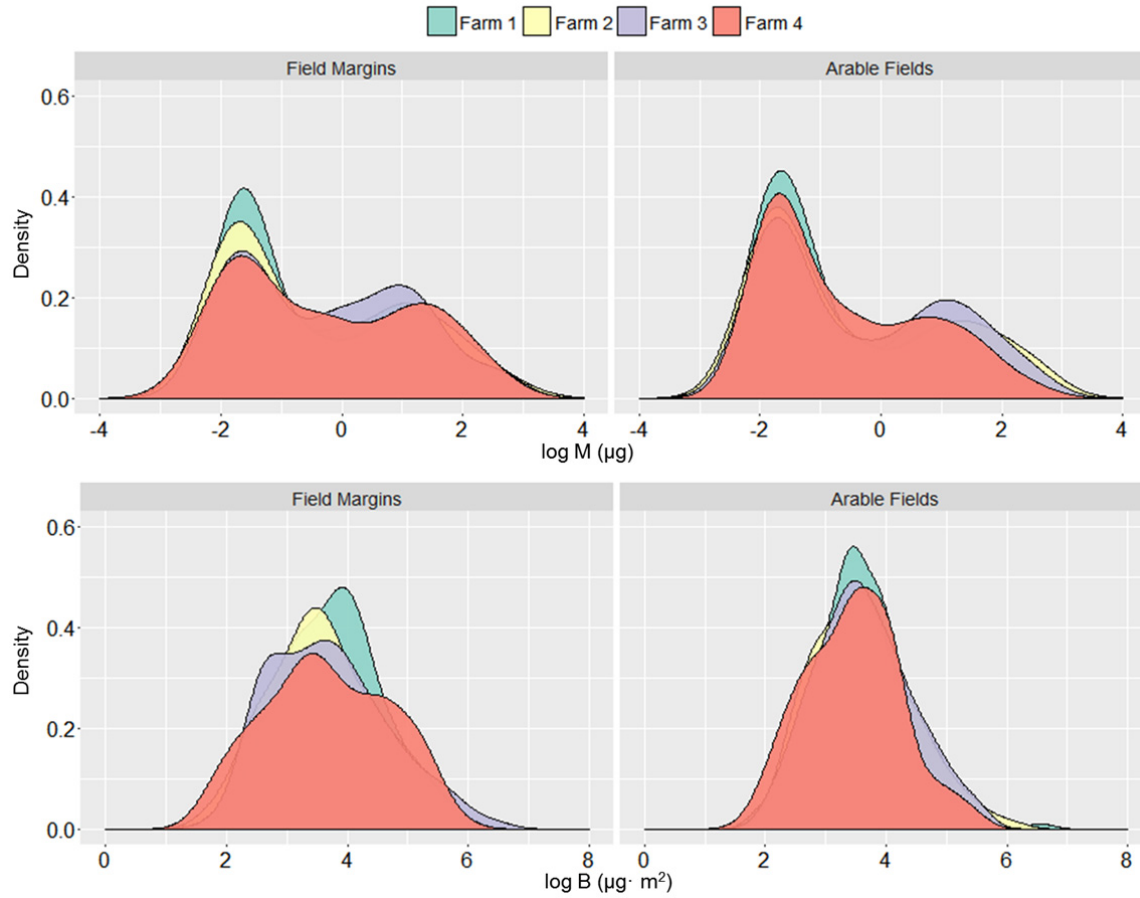 Farm 1 Farm 2 Farm 3 Farm 4
Field Margins Arable Fields
0.6
0.4
0.2
0.0
Density
-4 -2 0 2 4 -4 -2 0 2 4
log M (µg)
Field Margins Arable Fields
0.6
0.4
0.2
0.0
Density
0 2 4 6 8 0 2 4 6 8
log B (µg· m²)